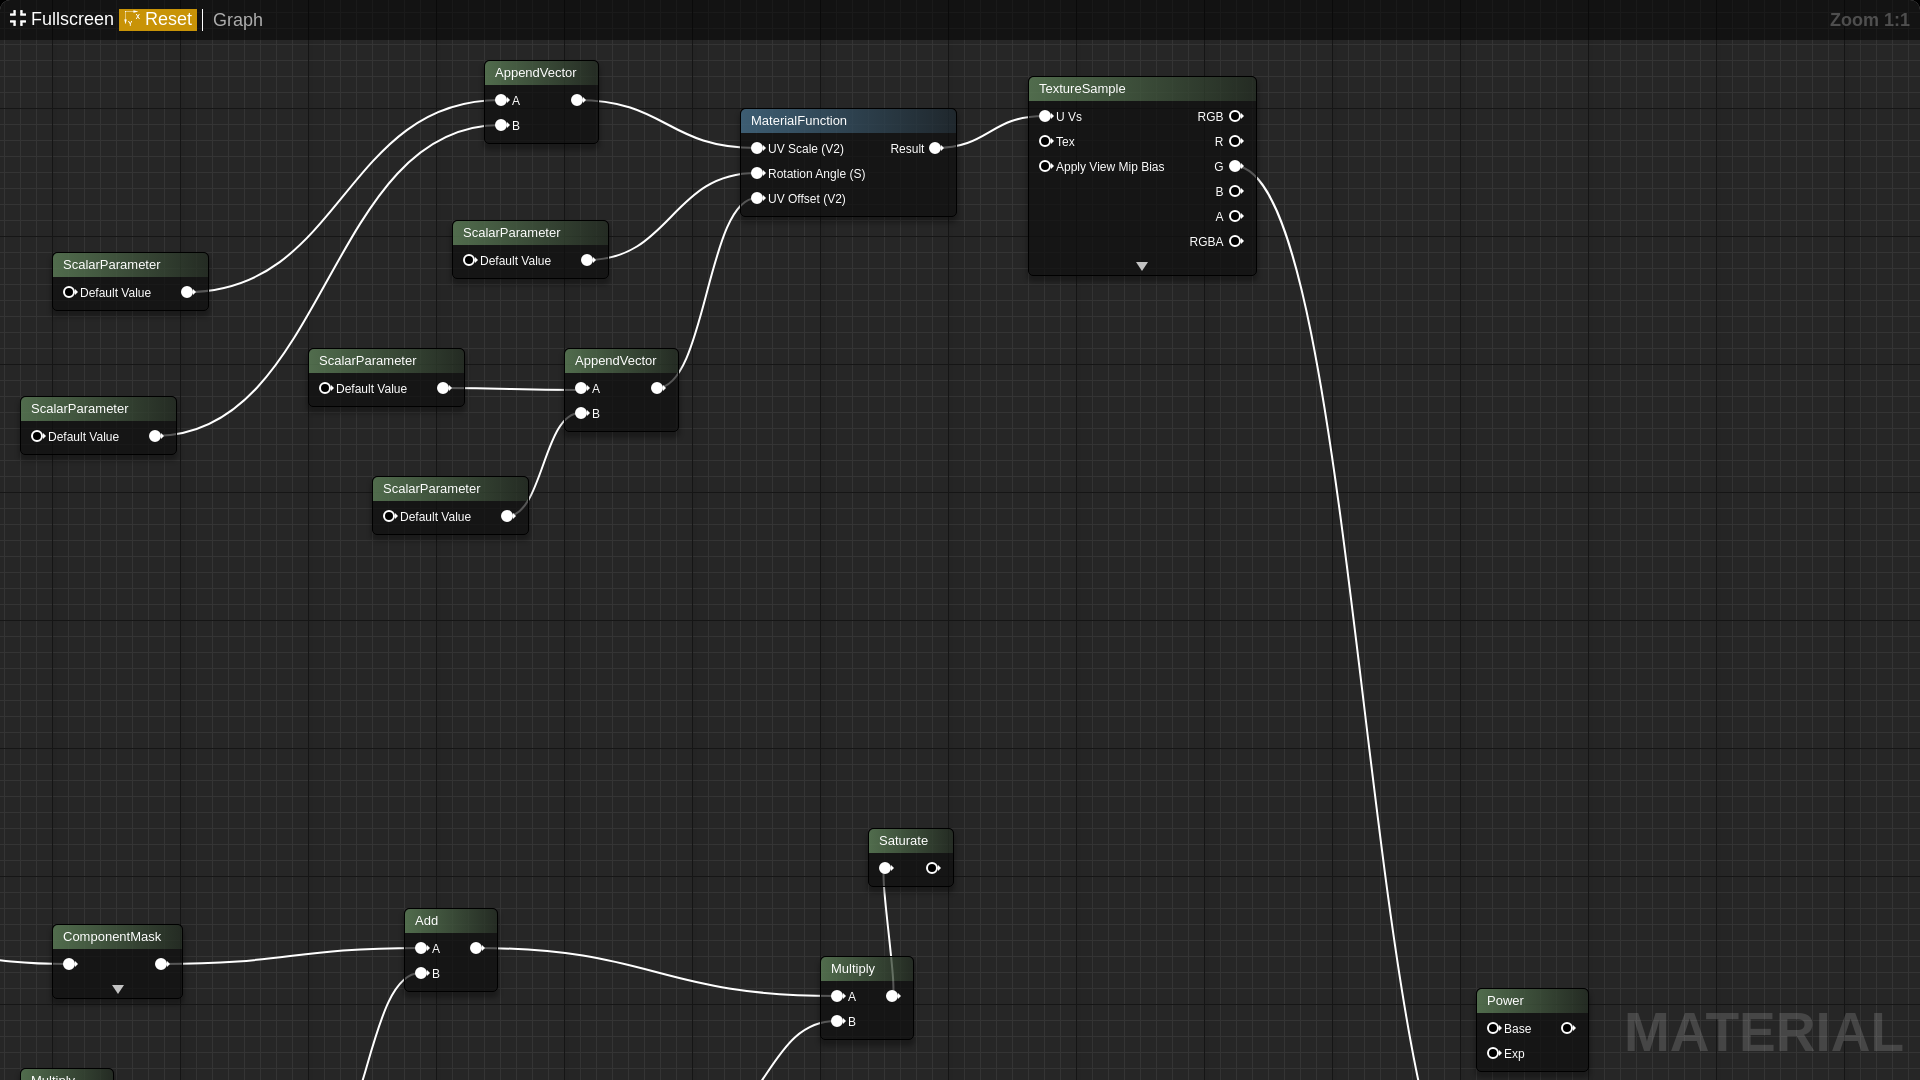 Fullscreen Reset Graph Zoom 1:1
AppendVector
A
B
TextureSample
U Vs RGB
Tex R
Apply View Mip Bias G
B
A
RGBA
MaterialFunction
UV Scale (V2) Result
Rotation Angle (S)
UV Offset (V2)
ScalarParameter
Default Value
ScalarParameter
Default Value
ScalarParameter
Default Value
AppendVector
A
B
ScalarParameter
Default Value
ScalarParameter
Default Value
Saturate
Add
A
B
ComponentMask
Multiply
A
B
Power
Base
Exp
MATERIAL
Multiply